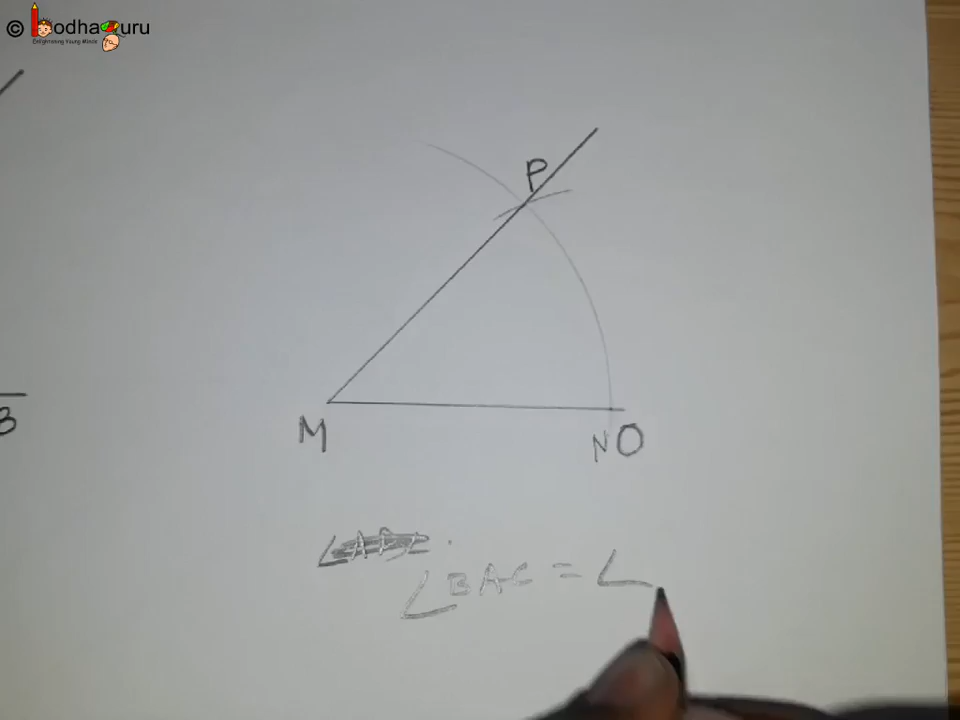 © BodhaGuru
Enlightening Young Minds
P
M
N O
B
∠BAC = ∠